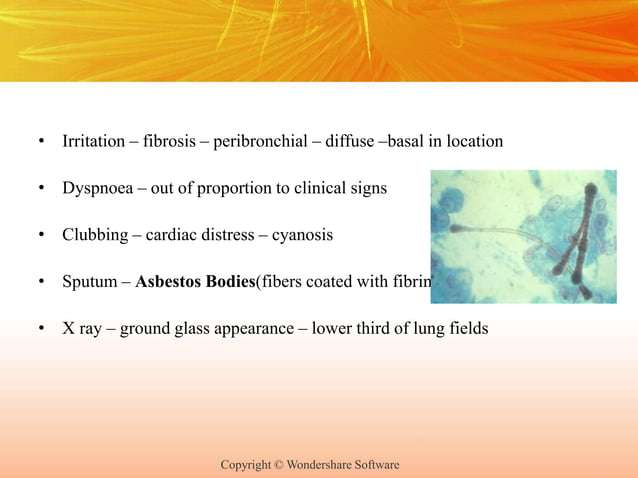 • Irritation – fibrosis – peribronchial – diffuse –basal in location
• Dyspnoea – out of proportion to clinical signs
• Clubbing – cardiac distress – cyanosis
• Sputum – Asbestos Bodies(fibers coated with fibrin
• X ray – ground glass appearance – lower third of lung fields
Copyright © Wondershare Software